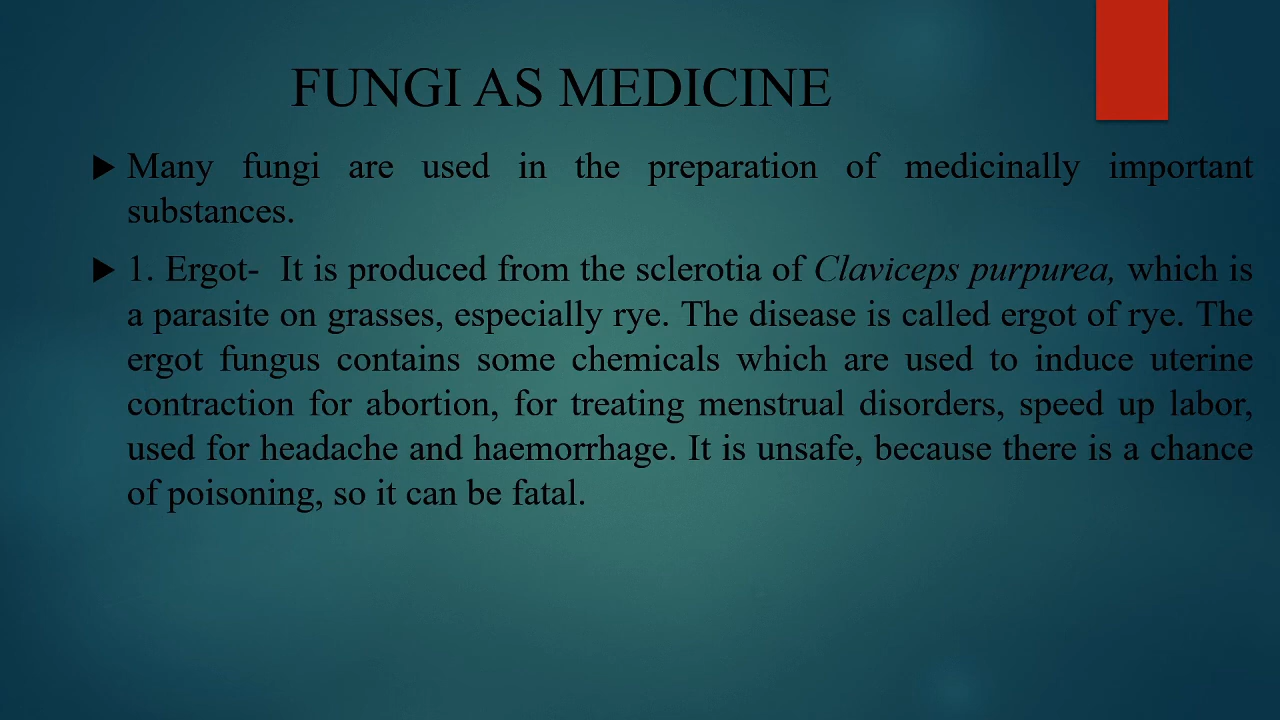 FUNGI AS MEDICINE
Many fungi are used in the preparation of medicinally important
substances.
1. Ergot- It is produced from the sclerotia of Claviceps purpurea, which is
a parasite on grasses, especially rye. The disease is called ergot of rye. The
ergot fungus contains some chemicals which are used to induce uterine
contraction for abortion, for treating menstrual disorders, speed up labor,
used for headache and haemorrhage. It is unsafe, because there is a chance
of poisoning, so it can be fatal.